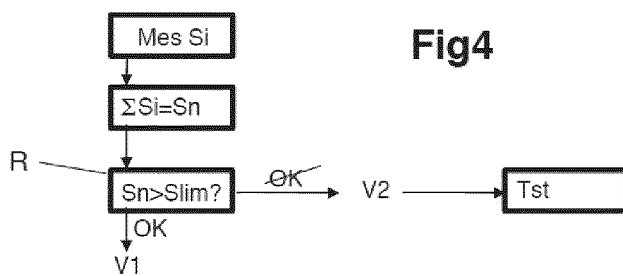 Mes Si
Fig4
ΣSi=Sn
R
Sn>Slim?
OK
V2
Tst
OK
V1